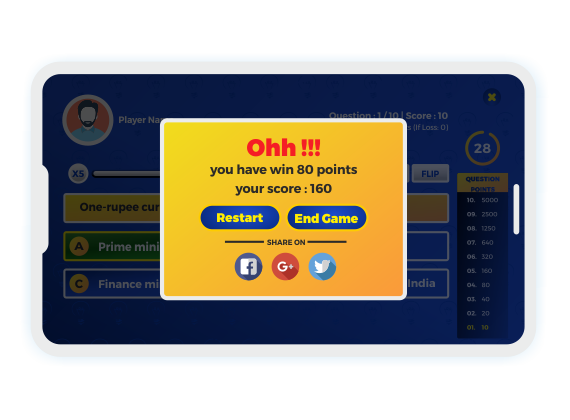 Question : 1 / 10 | Score : 10
Player Na
(If Loss: 0)
28
X5
FLIP
Ohh !!!
you have win 80 points
your score : 160
Restart
End Game
SHARE ON
G+
One-rupee cur
A Prime mini
C Finance mi
India
QUESTION
POINTS
10. 5000
09. 2500
08. 1250
07. 640
06. 320
05. 160
04. 80
03. 40
02. 20
01. 10